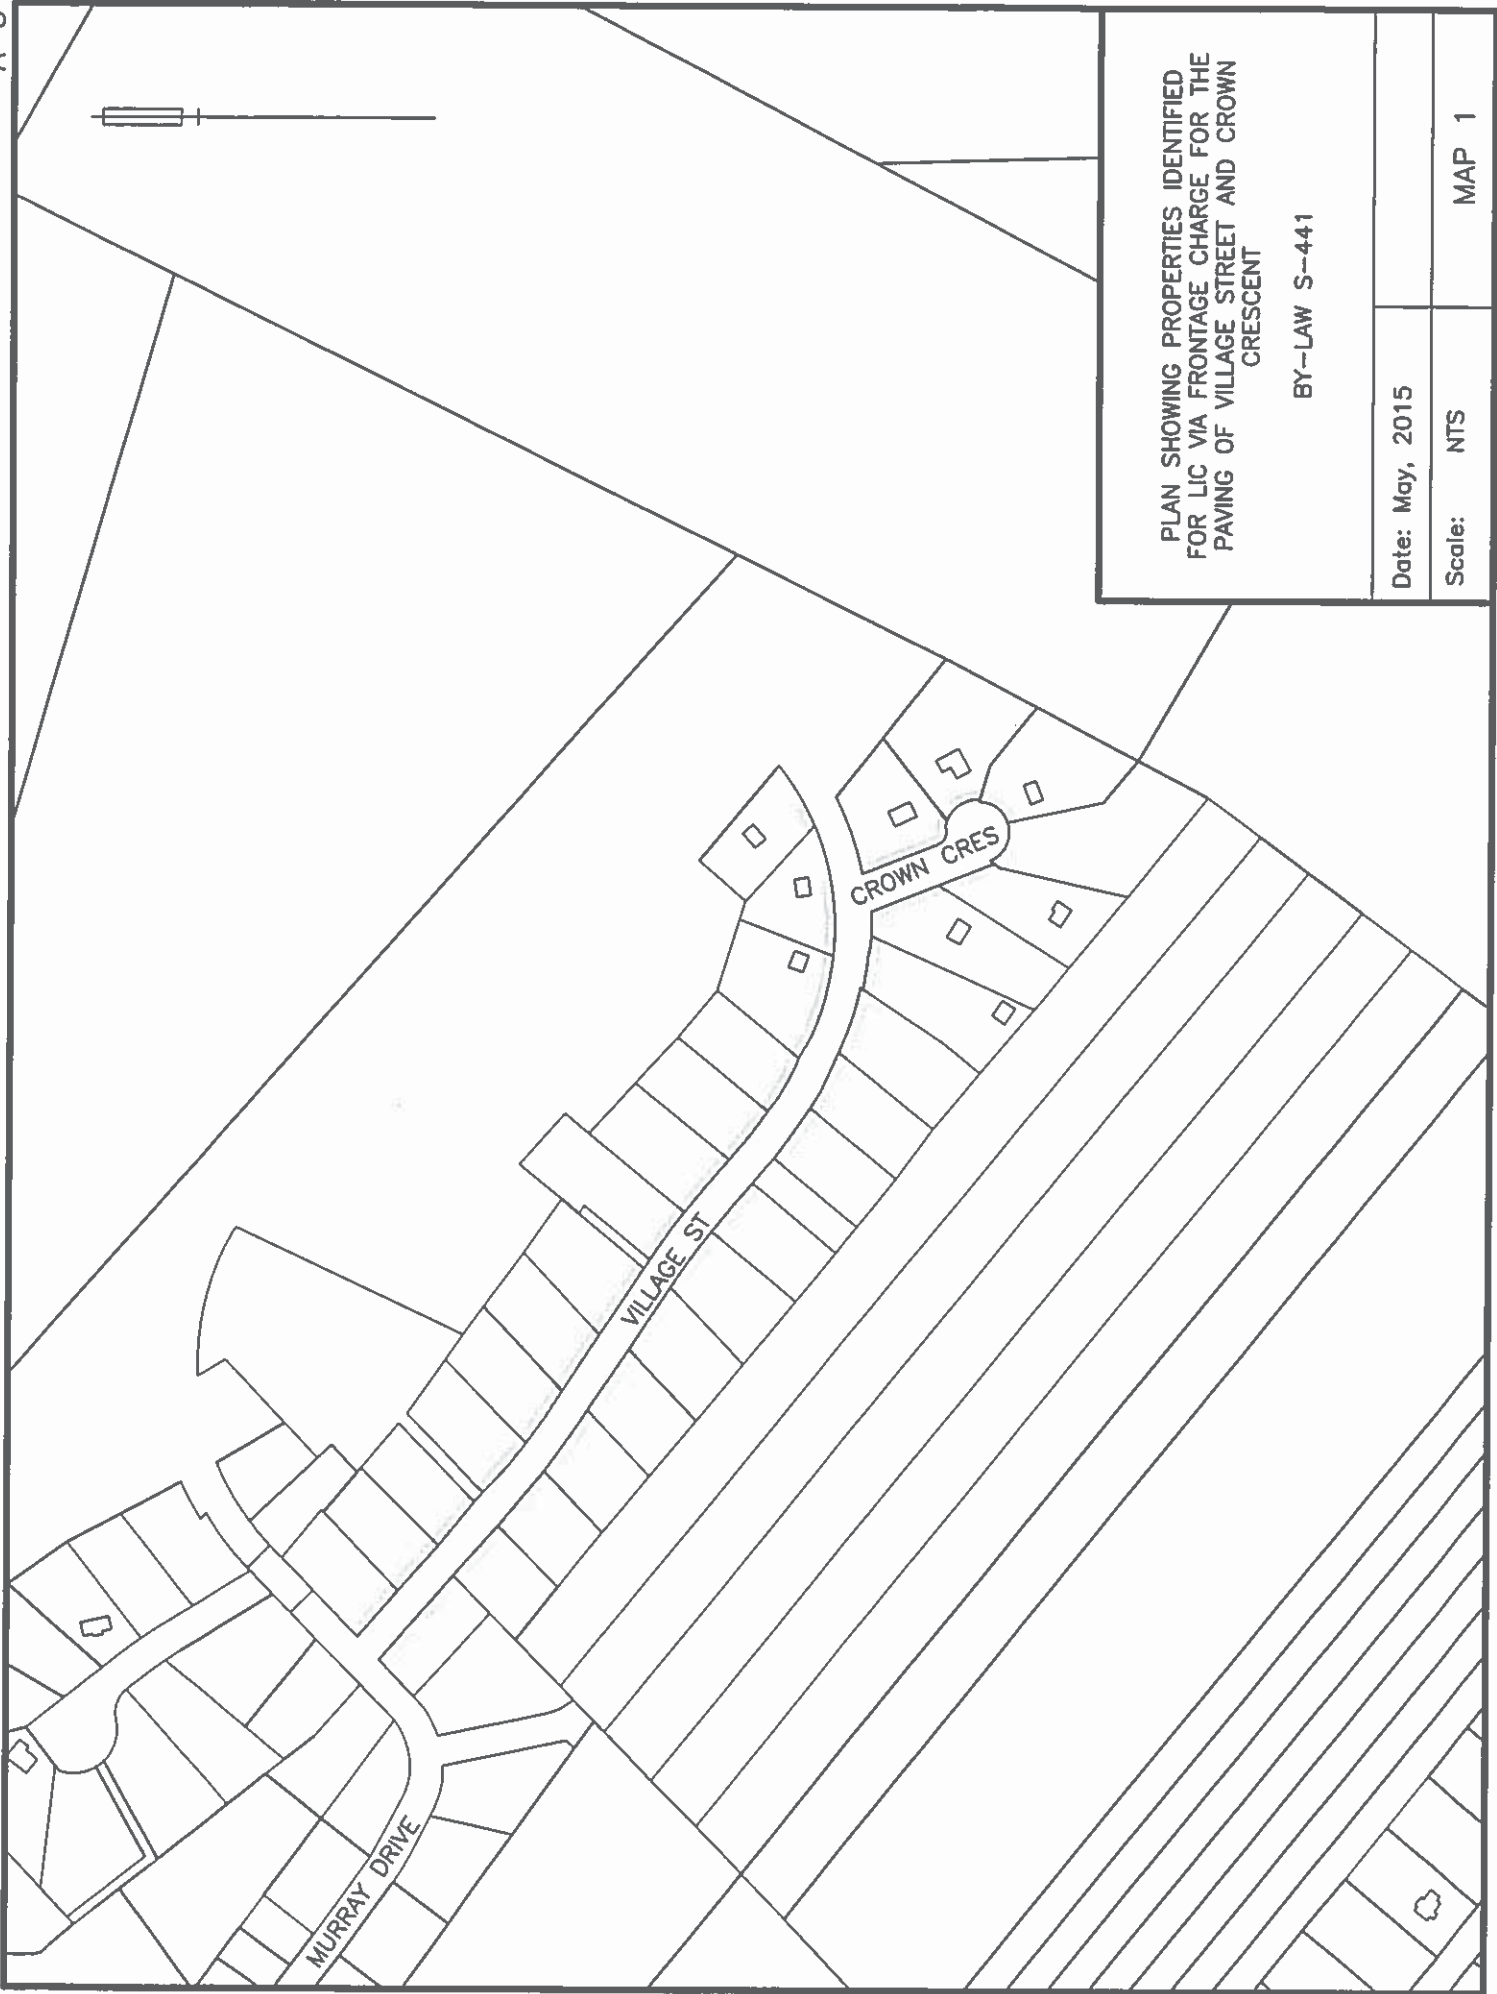 PLAN SHOWING PROPERTIES IDENTIFIED
FOR LIC VIA FRONTAGE CHARGE FOR THE
PAVING OF VILLAGE STREET AND CROWN
CRESCENT
BY-LAW S-441
Date: May, 2015
Scale: NTS
MAP 1
CROWN CRES
VILLAGE ST
MURRAY DRIVE